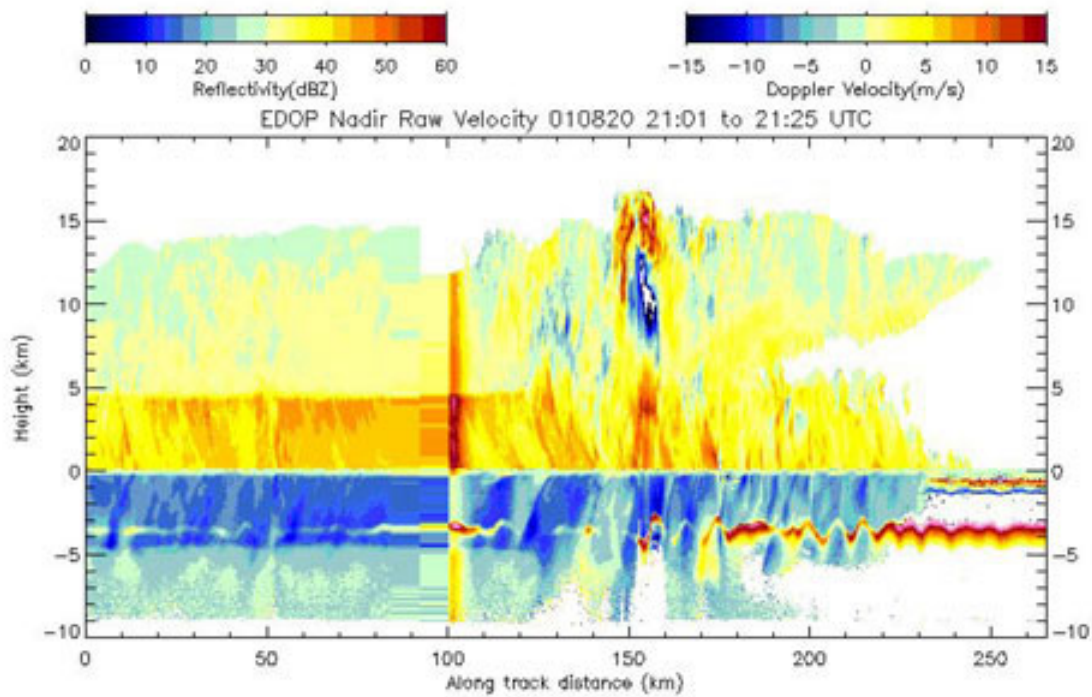 0 10 20 30 40 50 60
Reflectivity(dBZ)
−15 −10 −5 0 5 10 15
Doppler Velocity(m/s)
EDOP Nadir Raw Velocity 010820 21:01 to 21:25 UTC
20 20
15 15
10 10
5 5
0 0
−5 −5
−10 −10
Height (km)
0 50 100 150 200 250
Along track distance (km)